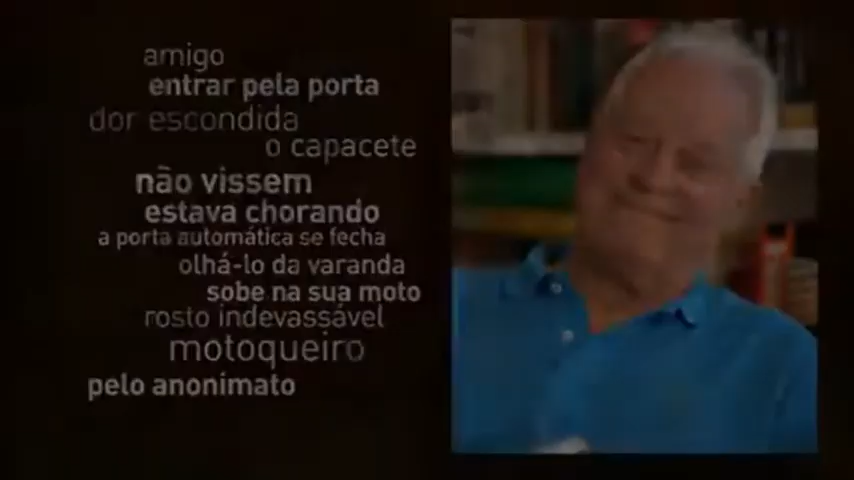 amigo
entrar pela porta
dor escondida
o capacete
não vissem
estava chorando
a porta automática se fecha
olhá-lo da varanda
sobe na sua moto
rosto indevassável
motoqueiro
pelo anonimato